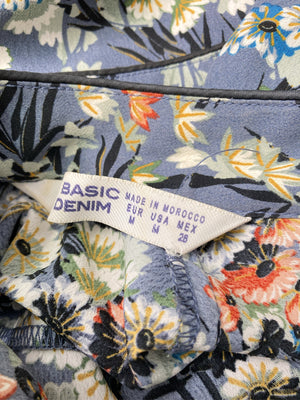 BASIC
DENIM
MADE IN MOROCCO
EUR USA MEX
M M 28